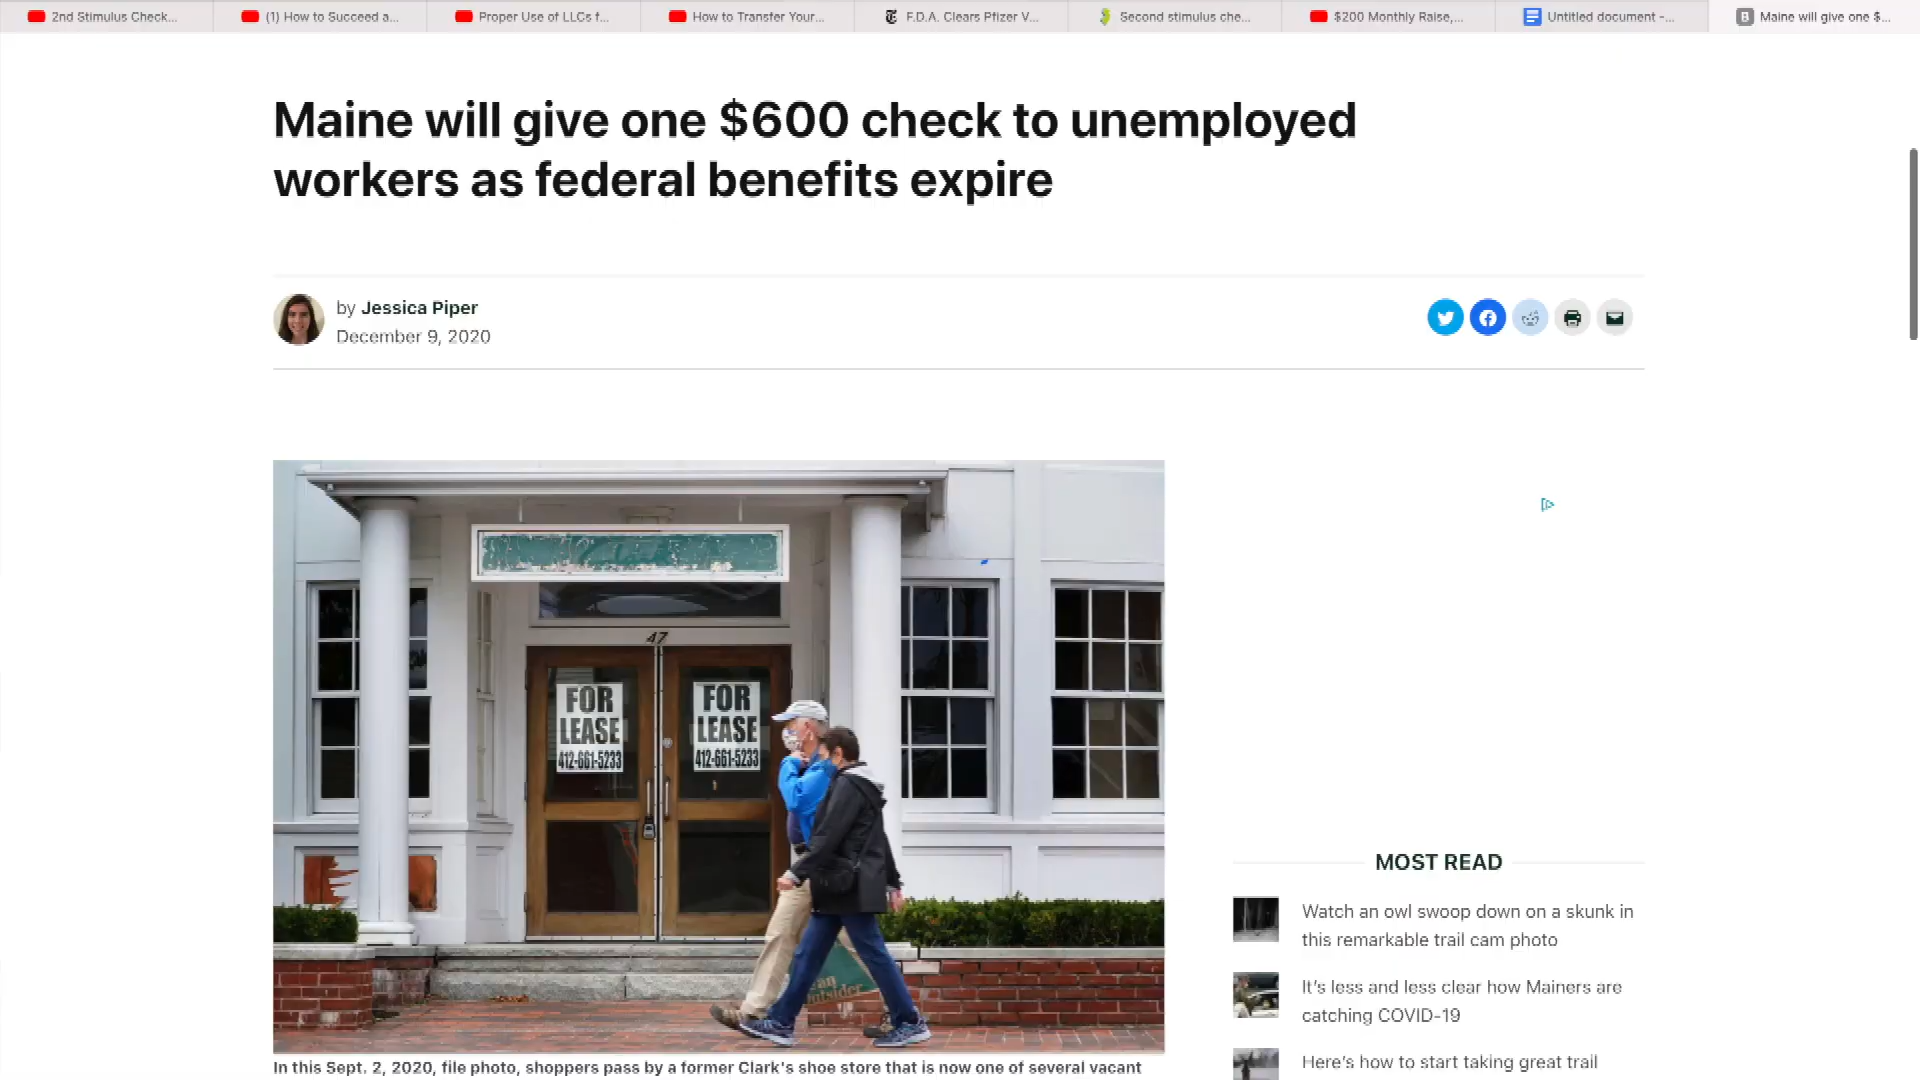 2nd Stimulus Check...
(1) How to Succeed a...
Proper Use of LLCs f...
How to Transfer Your...
F.D.A. Clears Pfizer V...
Second stimulus che...
$200 Monthly Raise,...
Untitled document -...
Maine will give one $...
Maine will give one $600 check to unemployed
workers as federal benefits expire
by Jessica Piper
December 9, 2020
47
FOR
LEASE
412-661-5233
FOR
LEASE
412-661-5233
MOST READ
Watch an owl swoop down on a skunk in
this remarkable trail cam photo
It's less and less clear how Mainers are
catching COVID-19
Here's how to start taking great trail
In this Sept. 2, 2020, file photo, shoppers pass by a former Clark's shoe store that is now one of several vacant